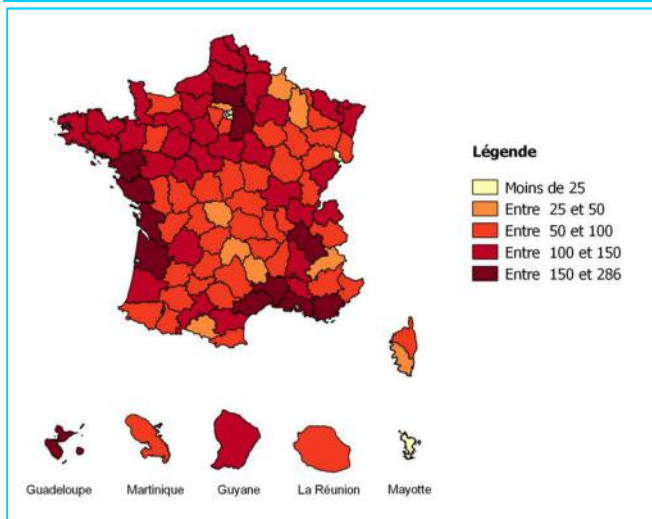 Légende
Moins de 25
Entre 25 et 50
Entre 50 et 100
Entre 100 et 150
Entre 150 et 286
Guadeloupe Martinique Guyane La Réunion Mayotte